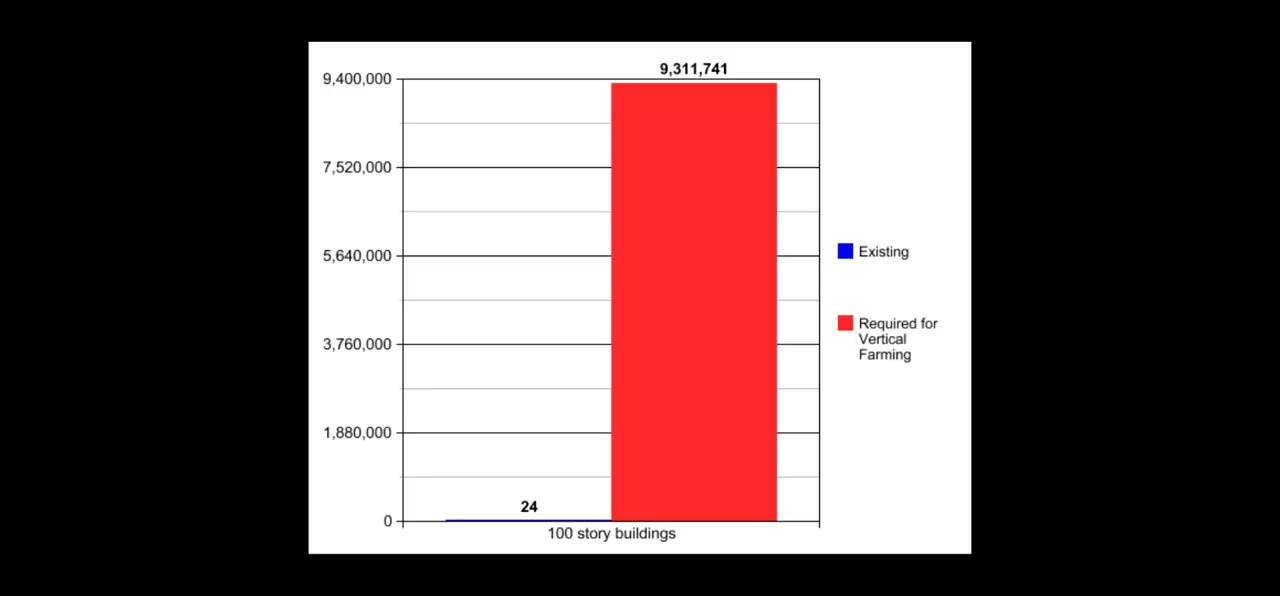 9,311,741
9,400,000
7,520,000
5,640,000
3,760,000
1,880,000
24
0
100 story buildings
Existing
Required for
Vertical
Farming